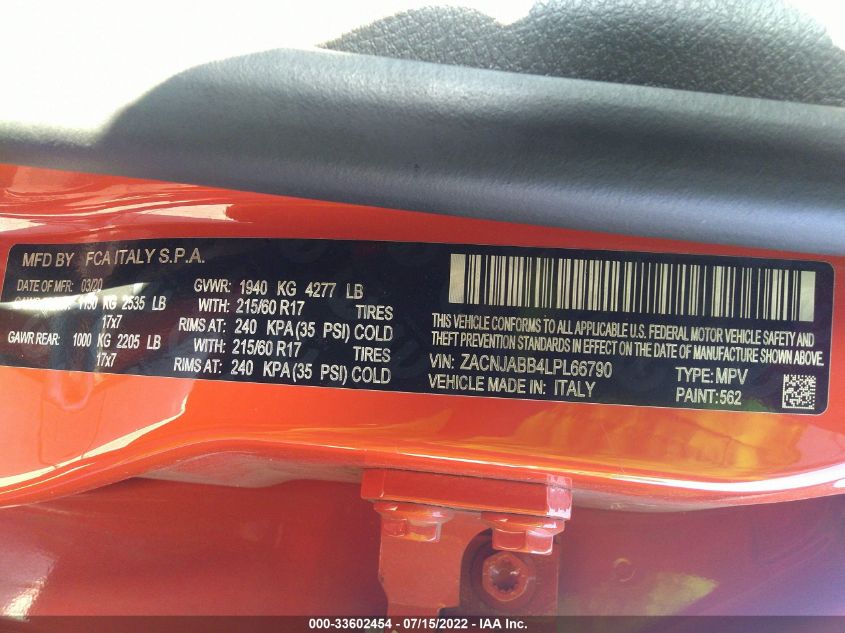 MFD BY FCA ITALY S.P.A.
DATE OF MFR: 03/20 GVWR: 1940 KG 4277 LB
1150 KG 2535 LB WITH: 215/60 R17 TIRES
17x7 RIMS AT: 240 KPA(35 PSI) COLD
GAWR REAR: 1000 KG 2205 LB WITH: 215/60 R17 TIRES
17x7 RIMS AT: 240 KPA(35 PSI) COLD
THIS VEHICLE CONFORMS TO ALL APPLICABLE U.S. FEDERAL MOTOR VEHICLE SAFETY AND
THEFT PREVENTION STANDARDS IN EFFECT ON THE DATE OF MANUFACTURE SHOWN ABOVE.
VIN: ZACNJABB4LPL66790 TYPE: MPV
VEHICLE MADE IN: ITALY PAINT:562
000-33602454 - 07/15/2022 - IAA Inc.